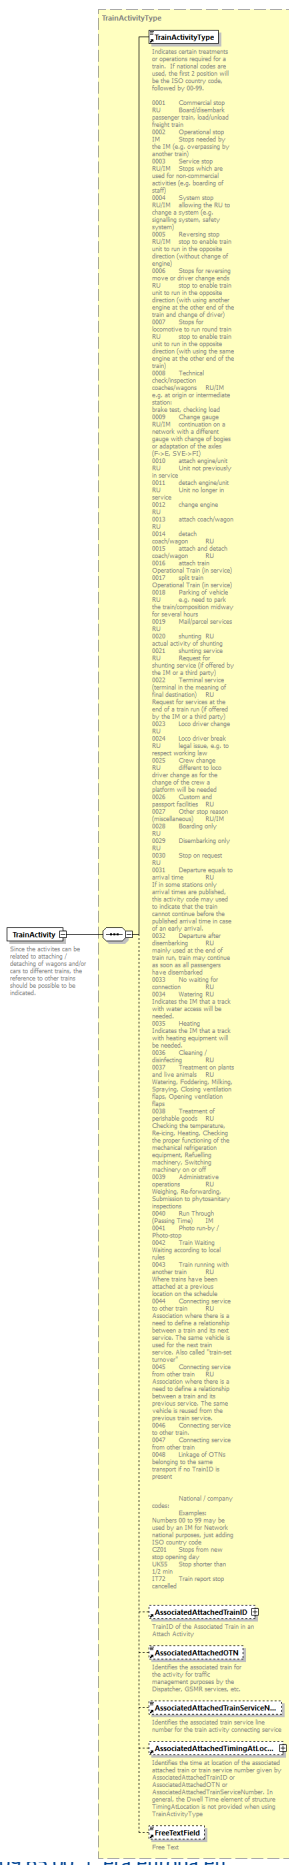 TrainActivityType
TrainActivityType
Indicates certain treatments
or operations required for a
train.  If national codes are
used, the first 2 position will
be the ISO country code,
followed by 00-99.
0001 Commercial stop
RU Board/disembark
passenger train, load/unload
freight train
0002 Operational stop
IM Stops needed by
the IM (e.g. overpassing by
another train)
0003 Service stop
RU/IM Stops which are
used for non-commercial
activities (e.g. boarding of
staff)
0004 System stop
RU/IM allowing the RU to
change a system (e.g.
signalling system, safety
system)
0005 Reversing stop
RU/IM stop to enable train
unit to run in the opposite
direction (without change of
engine)
0006 Stops for reversing
move or driver change ends
RU stop to enable train
unit to run in the opposite
direction (with using another
engine at the other end of the
train and change of driver)
0007 Stops for
locomotive to run round train
RU stop to enable train
unit to run in the opposite
direction (with using the same
engine at the other end of the
train)
0008 Technical
check/inspection
coaches/wagons RU/IM
e.g. at origin or intermediate
station:
brake test, checking load
0009 Change gauge
RU/IM continuation on a
network with a different
gauge with change of bogies
or adaptation of the axles
(F->E, SVE->FI)
0010 attach engine/unit
RU Unit not previously
in service
0011 detach engine/unit
RU Unit no longer in
service
0012 change engine
RU
0013 attach coach/wagon
RU
0014 detach
coach/wagon RU
0015 attach and detach
coach/wagon RU
0016 attach train
Operational Train (in service)
0017 split train
Operational Train (in service)
0018 Parking of vehicle
RU e.g. need to park
the train/composition midway
for several hours
0019 Mail/parcel services
RU
0020 shunting RU
actual activity of shunting
0021 shunting service
RU Request for
shunting service (if offered by
the IM or a third party)
0022 Terminal service
(terminal in the meaning of
final destination) RU
Request for services at the
end of a train run (if offered
by the IM or a third party)
0023 Loco driver change
RU
0024 Loco driver break
RU legal issue, e.g. to
respect working law
0025 Crew change
RU different to loco
driver change as for the
change of the crew a
platform will be needed
0026 Custom and
passport facilities RU
0027 Other stop reason
(miscellaneous) RU/IM
0028 Boarding only
RU
0029 Disembarking only
RU
0030 Stop on request
RU
0031 Departure equals to
arrival time RU
If in some stations only
arrival times are published,
this activity code may used
to indicate that the train
cannot continue before the
published arrival time in case
of an early arrival.
0032 Departure after
disembarking RU
mainly used at the end of
train run, train may continue
as soon as all passengers
have disembarked
0033 No waiting for
connection RU
0034 Watering RU
Indicates the IM that a track
with water access will be
needed.
0035 Heating
Indicates the IM that a track
with heating equipment will
be needed.
0036 Cleaning /
disinfecting RU
0037 Treatment on plants
and live animals RU
Watering, Foddering, Milking,
Spraying, Closing ventilation
flaps, Opening ventilation
flaps
0038 Treatment of
perishable goods RU
Checking the temperature,
Re-icing, Heating, Checking
the proper functioning of the
mechanical refrigeration
equipment, Refuelling
machinery, Switching
machinery on or off
0039 Administrative
operations RU
Weighing, Re-forwarding,
Submission to phytosanitary
inspections
0040 Run Through
(Passing Time) IM
0041 Photo run-by /
Photo-stop
0042 Train Waiting
Waiting according to local
rules
0043 Train running with
another train RU
Where trains have been
attached at a previous
location on the schedule
0044 Connecting service
to other train RU
Association where there is a
need to define a relationship
between a train and its next
service. The same vehicle is
used for the next train
service. Also called "train-set
turnover"
0045 Connecting service
from other train RU
Association where there is a
need to define a relationship
between a train and its
previous service. The same
vehicle is reused from the
previous train service.
0046 Connecting service
to other train.
0047 Connecting service
from other train
0048 Linkage of OTNs
belonging to the same
transport if no TrainID is
present
National / company
codes:
Examples:
Numbers 00 to 99 may be
used by an IM for Network
national purposes, just adding
ISO country code
CZ01 Stops from new
stop opening day
UK55 Stop shorter than
1/2 min
IT72 Train report stop
cancelled
TrainActivity
Since the activites can be
related to attaching /
detaching of wagons and/or
cars to different trains, the
reference to other trains
should be possible to be
indicated.
AssociatedAttachedTrainID
TrainID of the Associated Train in an
Attach Activity
AssociatedAttachedOTN
Identifies the associated train for
the activity for traffic
management purposes by the
Dispatcher, GSMR services, etc.
AssociatedAttachedTrainServiceN...
Identifies the associated train service line
number for the train activity connecting service
AssociatedAttachedTimingAtLoc...
Identifies the time at location of the associated
attached train or train service number given by
AssociatedAttachedTrainID or
AssociatedAttachedOTN or
AssociatedAttachedTrainServiceNumber. In
general, the Dwell Time element of structure
TimingAtLocation is not provided when using
TrainActivityType
FreeTextField
Free Text